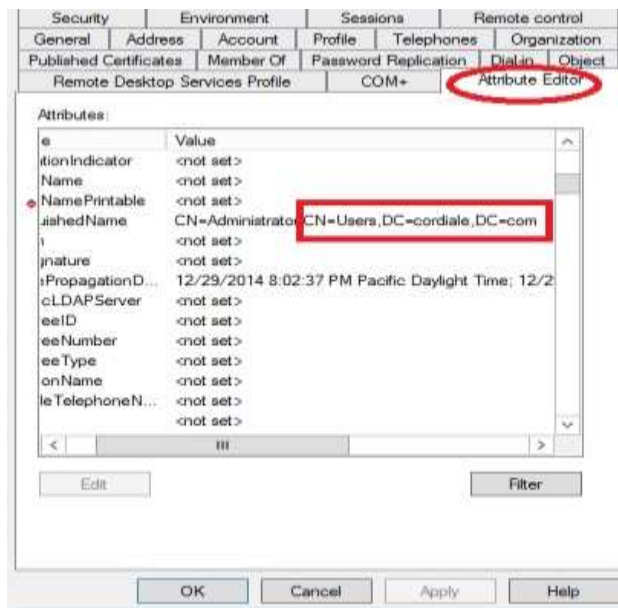 Security Environment Sessions Remote control
General Address Account Profile Telephones Organization
Published Certificates Member Of Password Replication Dial-in Object
Remote Desktop Services Profile COM+ Attribute Editor
Attributes:
e Value
itionIndicator <not set>
Name <not set>
NamePrintable <not set>
uishedName CN=Administrator CN=Users,DC=cordiale,DC=com
<not set>
gnature <not set>
sPropagationD... 12/29/2014 8:02:37 PM Pacific Daylight Time; 12/2
cLDAPServer <not set>
eeID <not set>
eeNumber <not set>
eeType <not set>
onName <not set>
leTelephoneN... <not set>
<not set>
Edit Filter
OK Cancel Apply Help